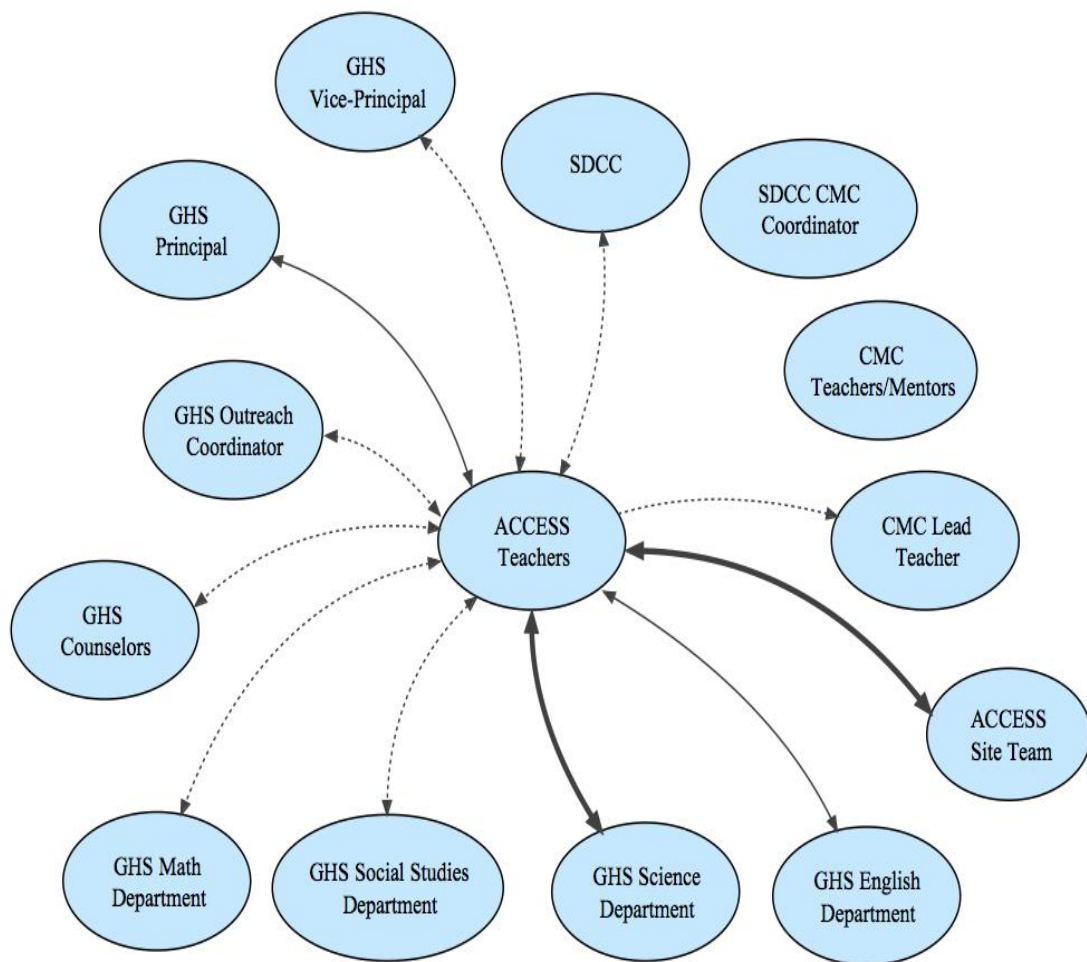 GHS
Vice-Principal
SDCC
SDCC CMC
Coordinator
GHS
Principal
CMC
Teachers/Mentors
GHS Outreach
Coordinator
ACCESS
Teachers
CMC Lead
Teacher
GHS
Counselors
ACCESS
Site Team
GHS Math
Department
GHS Social Studies
Department
GHS Science
Department
GHS English
Department